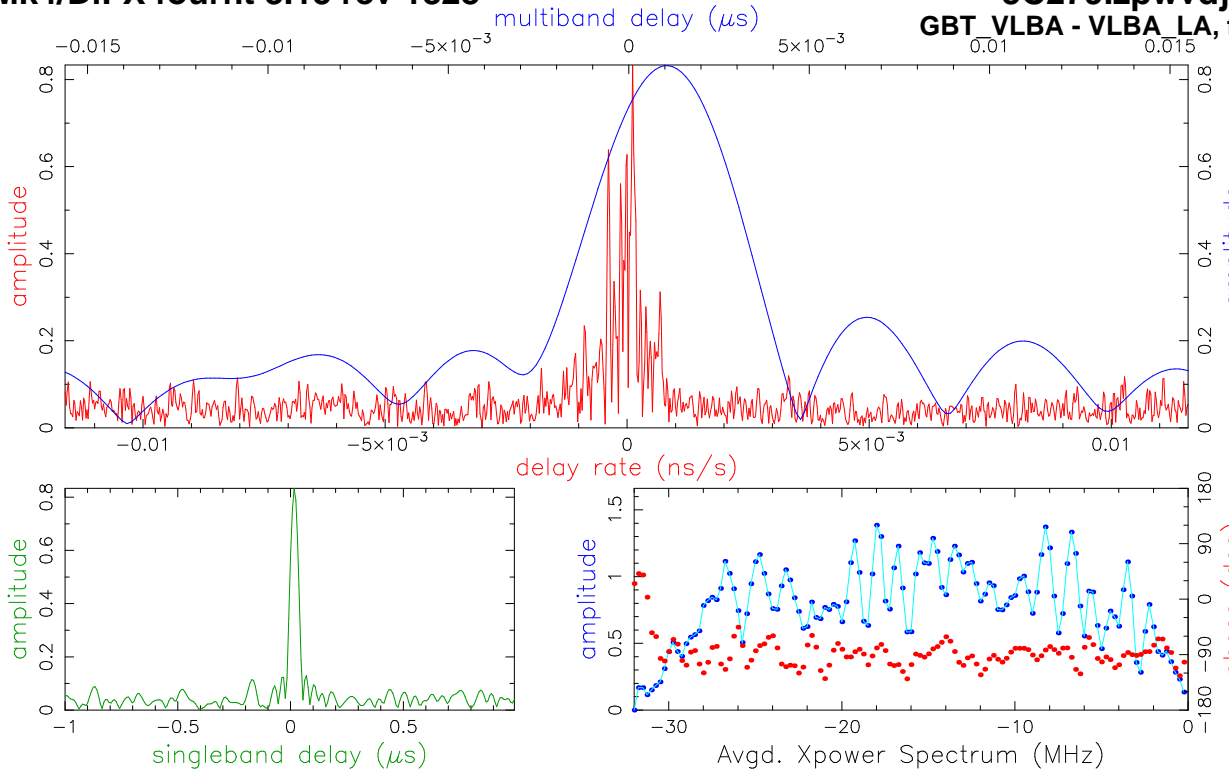 multiband delay (μs)
GBT_VLBA - VLBA_LA,
−0.015 −0.01 −5×10⁻³ 0 5×10⁻³ 0.01 0.015
amplitude
0 0.2 0.4 0.6 0.8
0 0.2 0.4 0.6 0.8
−0.01 −5×10⁻³ 0 5×10⁻³ 0.01
delay rate (ns/s)
amplitude
0 0.2 0.4 0.6 0.8
−1 −0.5 0 0.5
singleband delay (μs)
amplitude
0 0.5 1 1.5
−180 −90 0 90 180
−30 −20 −10 0
Avgd. Xpower Spectrum (MHz)